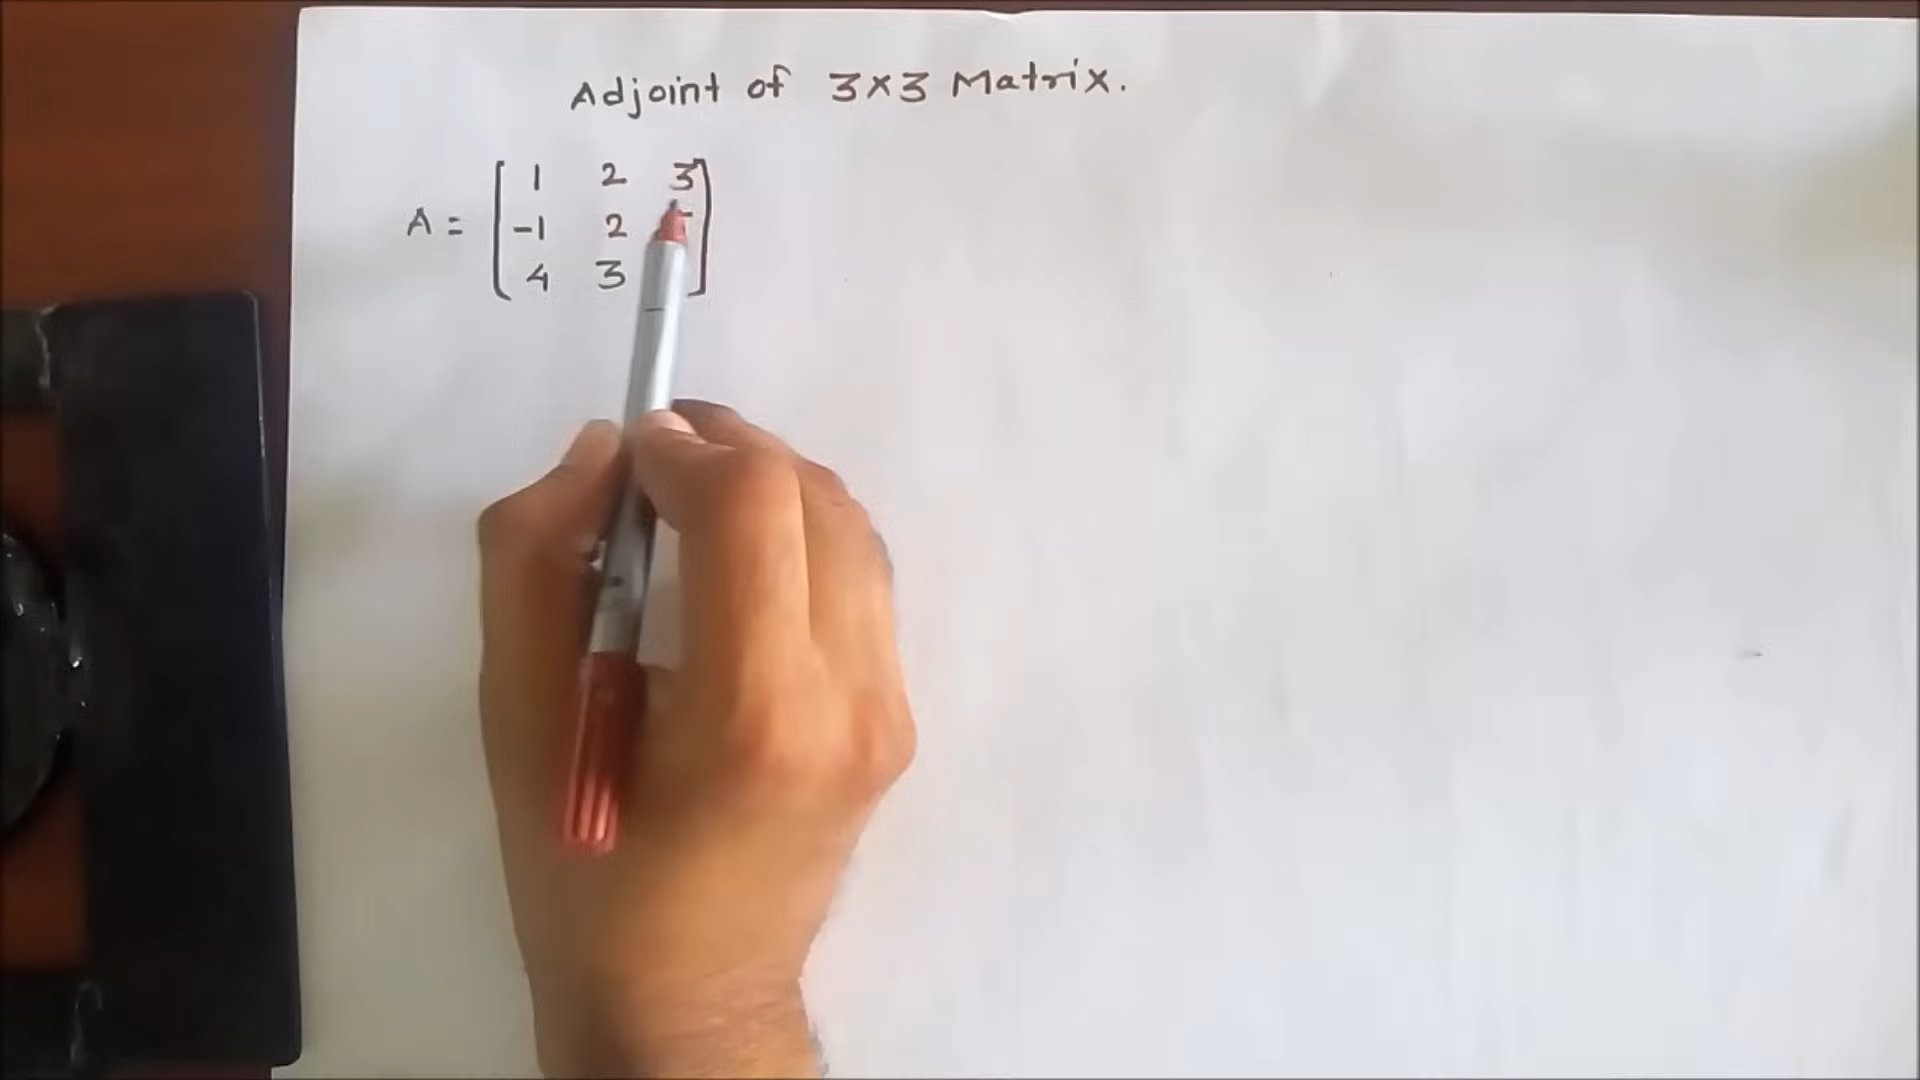 Adjoint of 3×3 Matrix.
1 2 3
A = -1 2
4 3